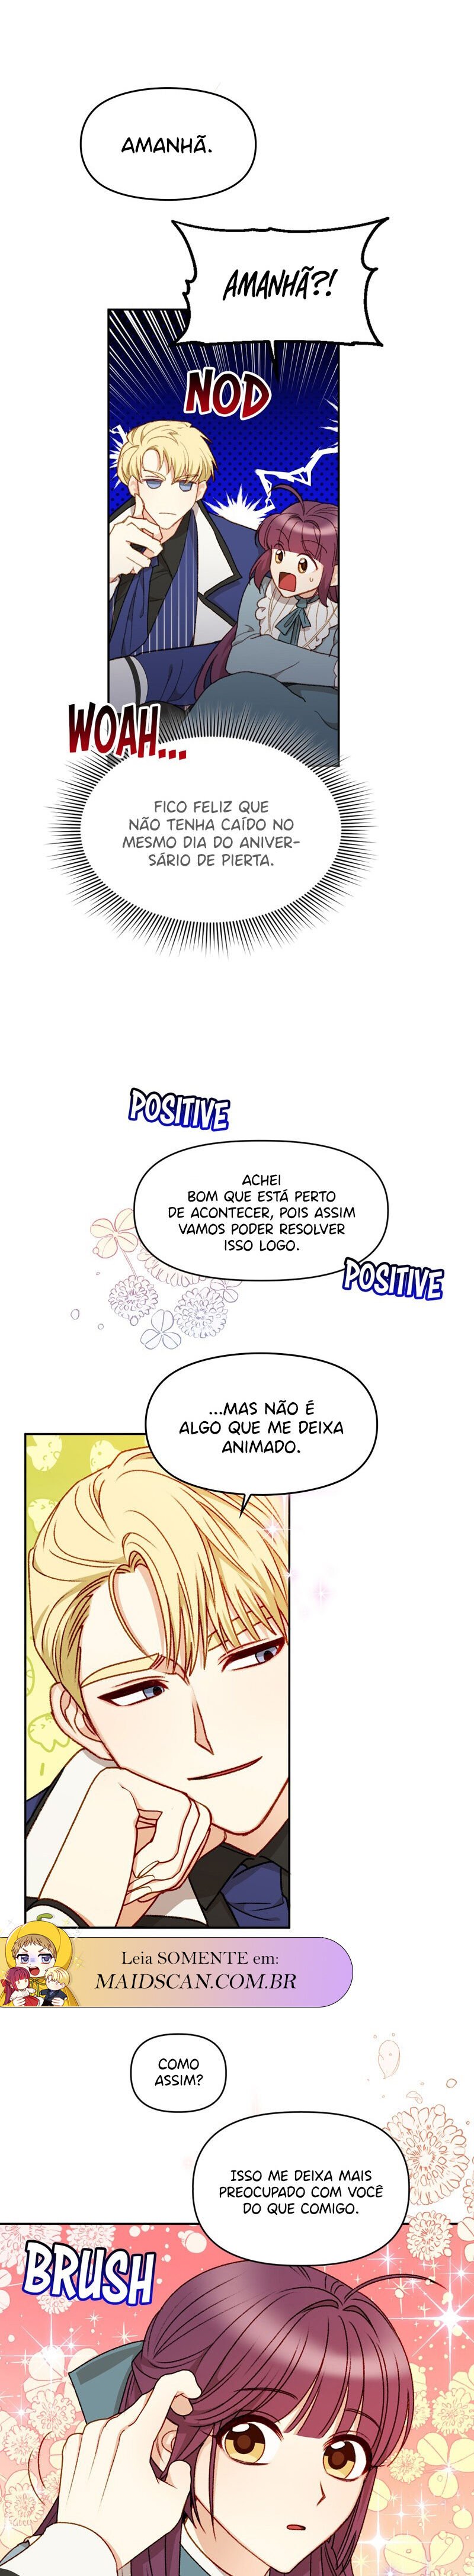 AMANHÃ.
AMANHÃ?!
NOD
WOAH...
FICO FELIZ QUE
NÃO TENHA CAÍDO NO
MESMO DIA DO ANIVER-
SÁRIO DE PIERTA.
POSITIVE
ACHEI
BOM QUE ESTÁ PERTO
DE ACONTECER, POIS ASSIM
VAMOS PODER RESOLVER
ISSO LOGO.
POSITIVE
...MAS NÃO É
ALGO QUE ME DEIXA
ANIMADO.
Leia SOMENTE em:
MAIDSCAN.COM.BR
COMO
ASSIM?
ISSO ME DEIXA MAIS
PREOCUPADO COM VOCÊ
DO QUE COMIGO.
BRUSH